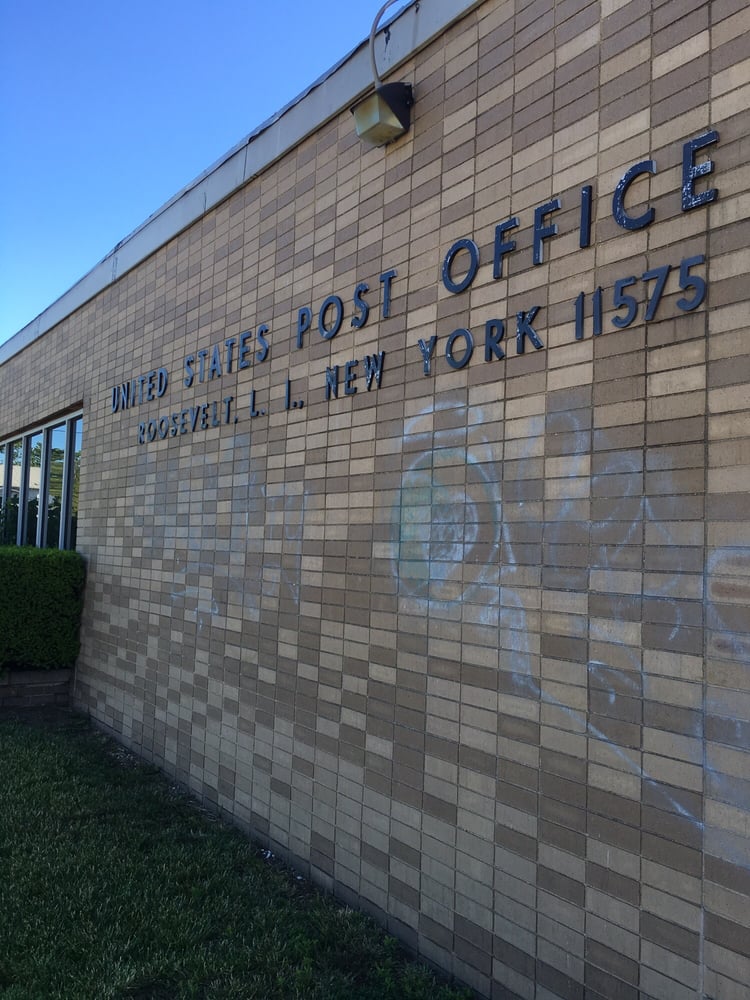 UNITED STATES POST OFFICE
ROOSEVELT, L. I., NEW YORK 11575